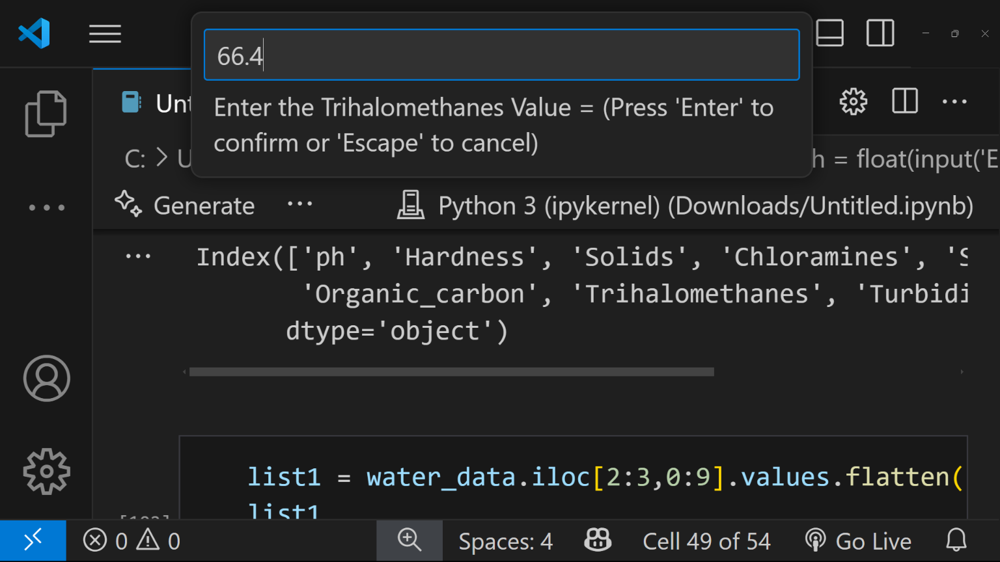 66.4
Enter the Trihalomethanes Value = (Press 'Enter' to
confirm or 'Escape' to cancel)
Unt
C: > U
h = float(input('E
Generate
Python 3 (ipykernel) (Downloads/Untitled.ipynb)
Index(['ph', 'Hardness', 'Solids', 'Chloramines', 'S
'Organic_carbon', 'Trihalomethanes', 'Turbidi
dtype='object')
list1 = water_data.iloc[2:3,0:9].values.flatten(
list1
0 0
Spaces: 4
Cell 49 of 54
Go Live